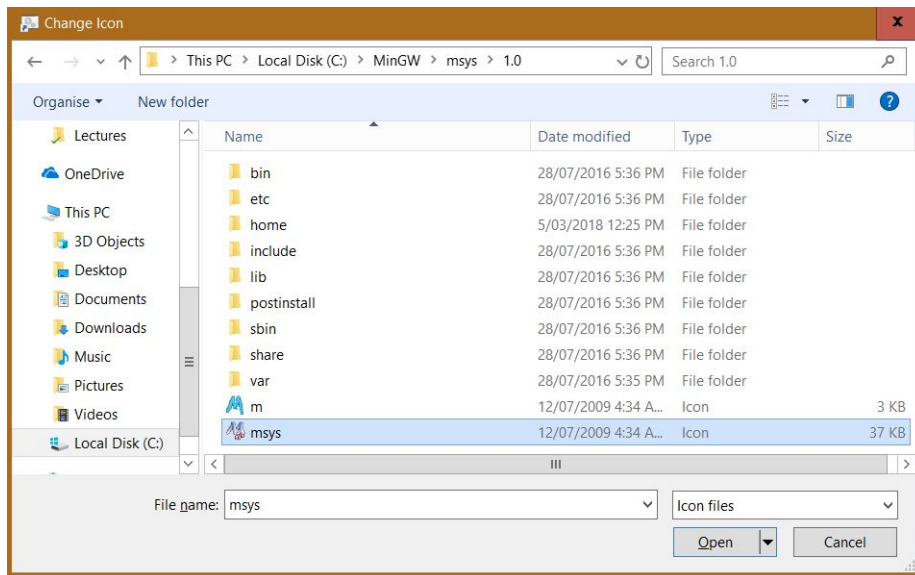 Change Icon
This PC > Local Disk (C:) > MinGW > msys > 1.0
Search 1.0
Organise
New folder
Name Date modified Type Size
Lectures
OneDrive
This PC
3D Objects
Desktop
Documents
Downloads
Music
Pictures
Videos
Local Disk (C:)
bin 28/07/2016 5:36 PM File folder
etc 28/07/2016 5:36 PM File folder
home 5/03/2018 12:25 PM File folder
include 28/07/2016 5:36 PM File folder
lib 28/07/2016 5:36 PM File folder
postinstall 28/07/2016 5:36 PM File folder
sbin 28/07/2016 5:36 PM File folder
share 28/07/2016 5:36 PM File folder
var 28/07/2016 5:35 PM File folder
m 12/07/2009 4:34 A... Icon 3 KB
msys 12/07/2009 4:34 A... Icon 37 KB
File name: msys
Icon files
Open Cancel